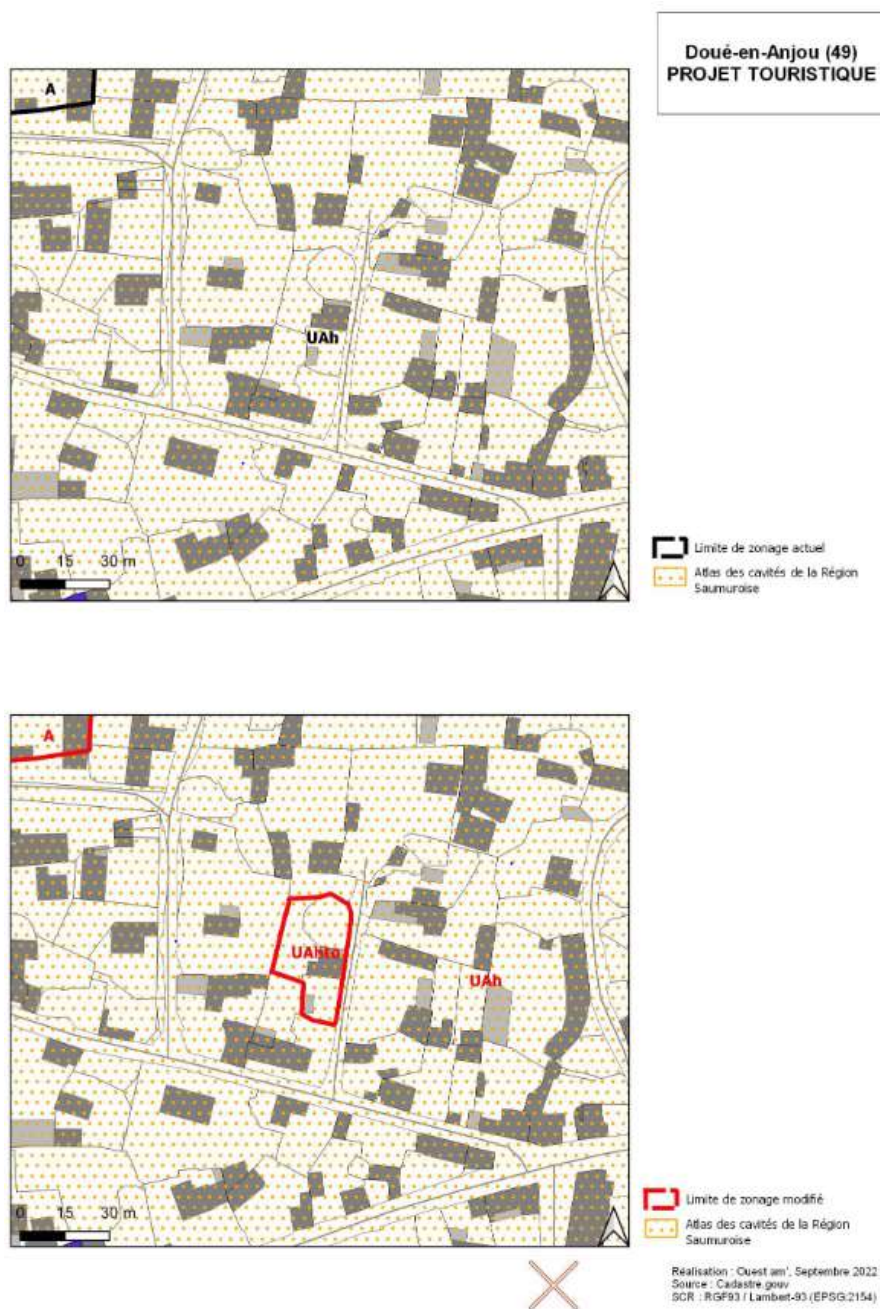 Doué-en-Anjou (49)
PROJET TOURISTIQUE
A
UAh
0 15 30 m
Limite de zonage actuel
Atlas des cavités de la Région
Saumuroise
A
UAhto
UAh
0 15 30 m
Limite de zonage modifié
Atlas des cavités de la Région
Saumuroise
Réalisation : Ouest am', Septembre 2022
Source : Cadastre.gouv
SCR : RGF93 / Lambert-93 (EPSG:2154)